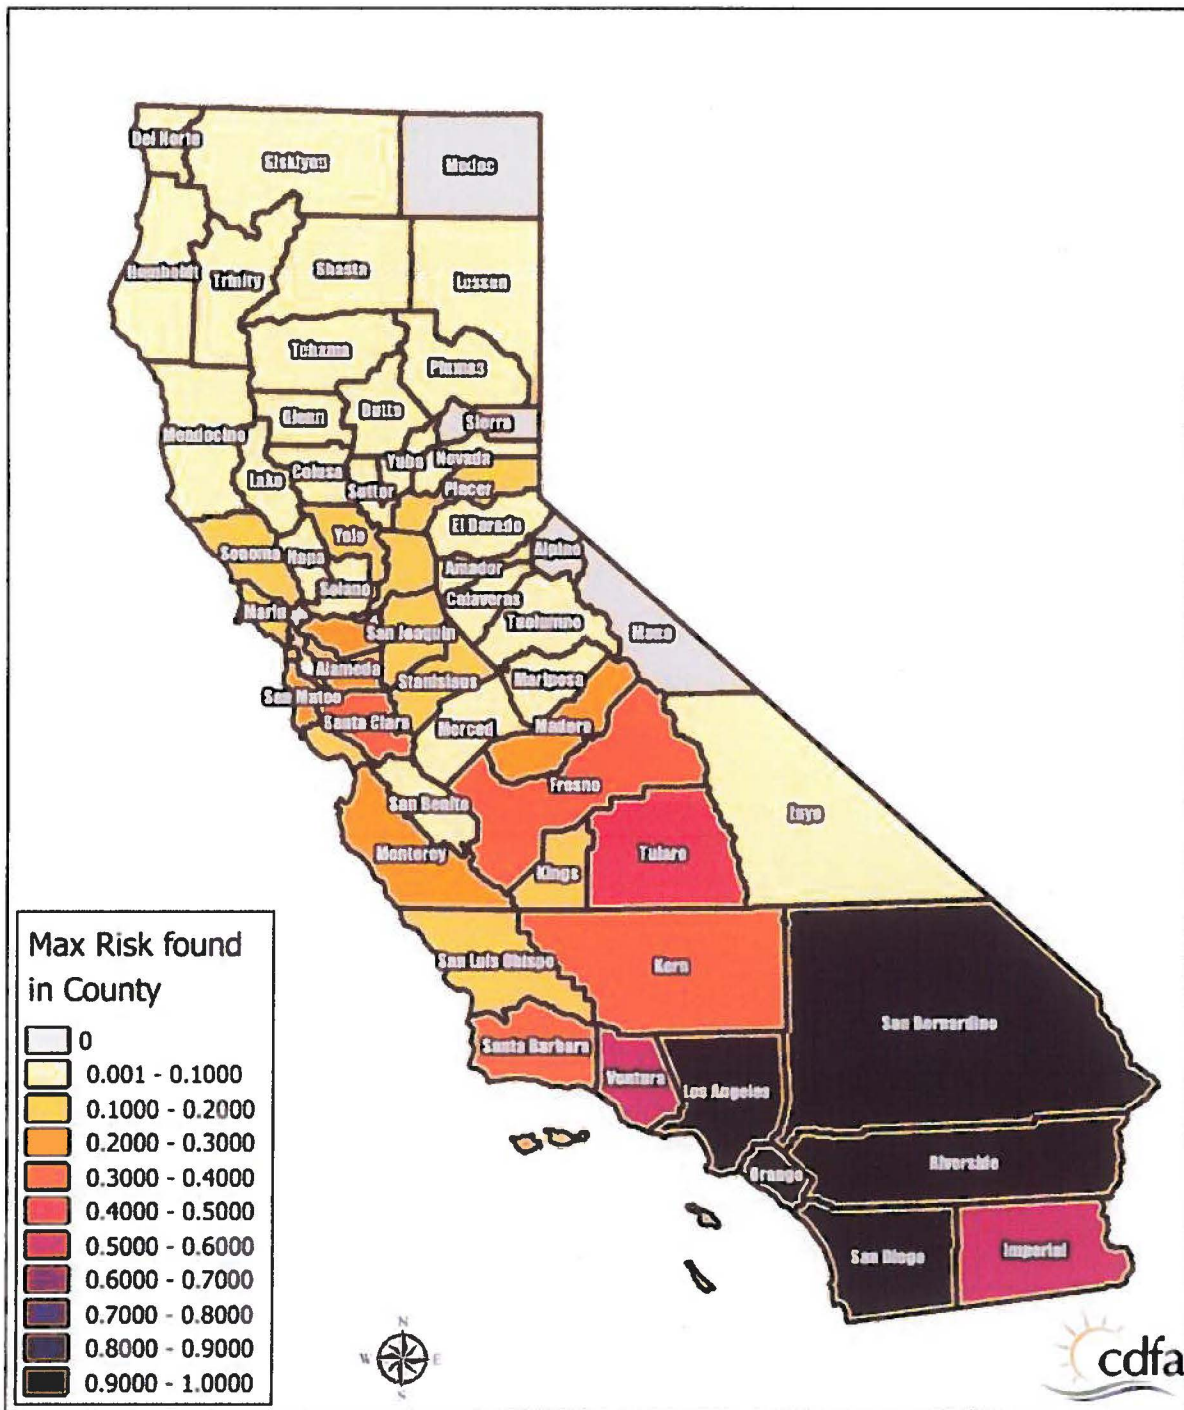 Del Norte
Siskiyou
Modoc
Humboldt
Trinity
Shasta
Lassen
Tehama
Plumas
Glenn
Butte
Sierra
Mendocino
Lake
Colusa
Sutter
Yuba
Nevada
Placer
El Dorado
Sonoma
Napa
Yolo
Solano
Amador
Alpine
Calaveras
Tuolumne
Mono
Marin
San Joaquin
Alameda
Stanislaus
Mariposa
San Mateo
Santa Clara
Merced
Madera
Fresno
San Benito
Inyo
Monterey
Kings
Tulare
San Luis Obispo
Kern
San Bernardino
Santa Barbara
Ventura
Los Angeles
Orange
Riverside
San Diego
Imperial
Max Risk found
in County
0
0.001 - 0.1000
0.1000 - 0.2000
0.2000 - 0.3000
0.3000 - 0.4000
0.4000 - 0.5000
0.5000 - 0.6000
0.6000 - 0.7000
0.7000 - 0.8000
0.8000 - 0.9000
0.9000 - 1.0000
N
W E
S
cdfa